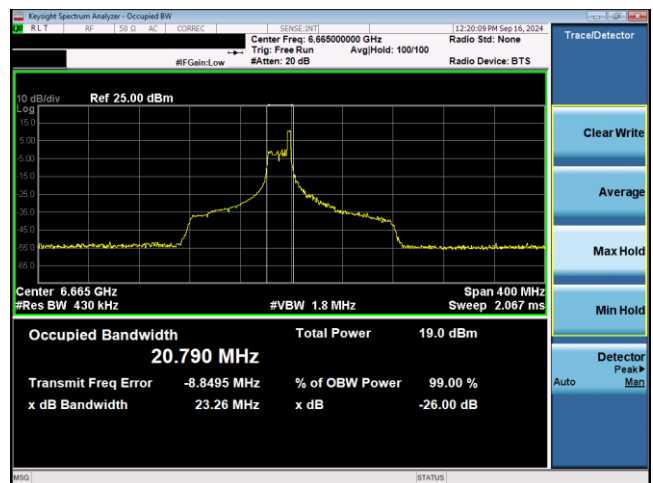 Keysight Spectrum Analyzer - Occupied BW
RLT RF 50 Ω AC CORREC SENSE:INT 12:20:09 PM Sep 16, 2024
Center Freq: 6.665000000 GHz Radio Std: None
Trig: Free Run Avg|Hold: 100/100
#IFGain:Low #Atten: 20 dB Radio Device: BTS
Trace/Detector
10 dB/div Ref 25.00 dBm
Log
15.0
5.00
-5.00
-15.0
-25.0
-35.0
-45.0
-55.0
-65.0
Center 6.665 GHz Span 400 MHz
#Res BW 430 kHz #VBW 1.8 MHz Sweep 2.067 ms
Occupied Bandwidth Total Power 19.0 dBm
20.790 MHz
Transmit Freq Error -8.8495 MHz % of OBW Power 99.00 %
x dB Bandwidth 23.26 MHz x dB -26.00 dB
Clear Write
Average
Max Hold
Min Hold
Detector
Peak▶
Auto Man
MSG STATUS